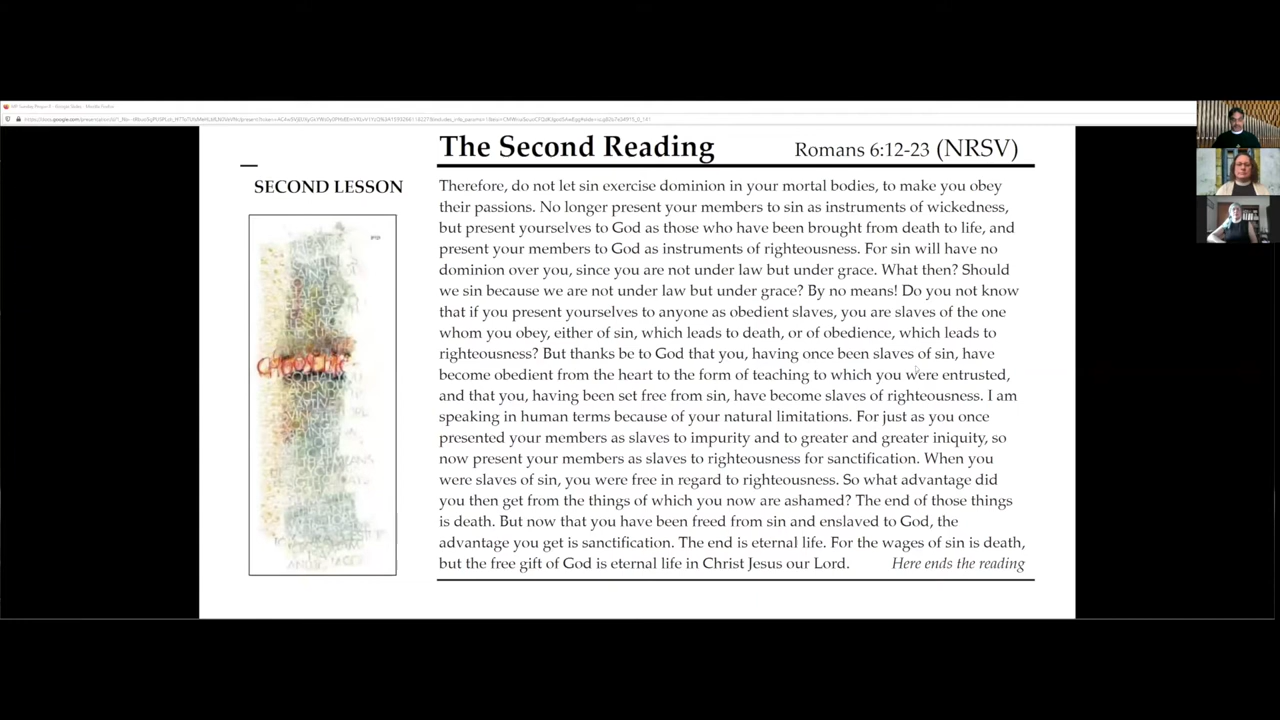 The Second Reading
Romans 6:12-23 (NRSV)
SECOND LESSON
Therefore, do not let sin exercise dominion in your mortal bodies, to make you obey
their passions. No longer present your members to sin as instruments of wickedness,
but present yourselves to God as those who have been brought from death to life, and
present your members to God as instruments of righteousness. For sin will have no
dominion over you, since you are not under law but under grace. What then? Should
we sin because we are not under law but under grace? By no means! Do you not know
that if you present yourselves to anyone as obedient slaves, you are slaves of the one
whom you obey, either of sin, which leads to death, or of obedience, which leads to
righteousness? But thanks be to God that you, having once been slaves of sin, have
become obedient from the heart to the form of teaching to which you were entrusted,
and that you, having been set free from sin, have become slaves of righteousness. I am
speaking in human terms because of your natural limitations. For just as you once
presented your members as slaves to impurity and to greater and greater iniquity, so
now present your members as slaves to righteousness for sanctification. When you
were slaves of sin, you were free in regard to righteousness. So what advantage did
you then get from the things of which you now are ashamed? The end of those things
is death. But now that you have been freed from sin and enslaved to God, the
advantage you get is sanctification. The end is eternal life. For the wages of sin is death,
but the free gift of God is eternal life in Christ Jesus our Lord.
Here ends the reading